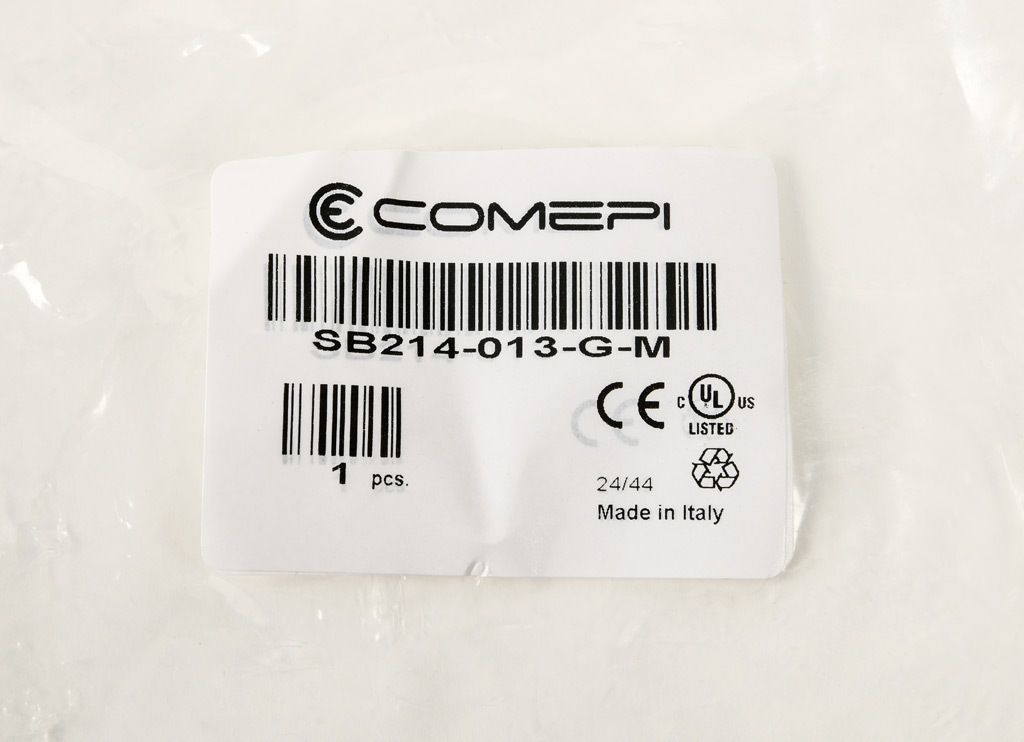 COMEPI
SB214-013-G-M
1 pcs.
CE
C UL US
LISTED
24/44
Made in Italy